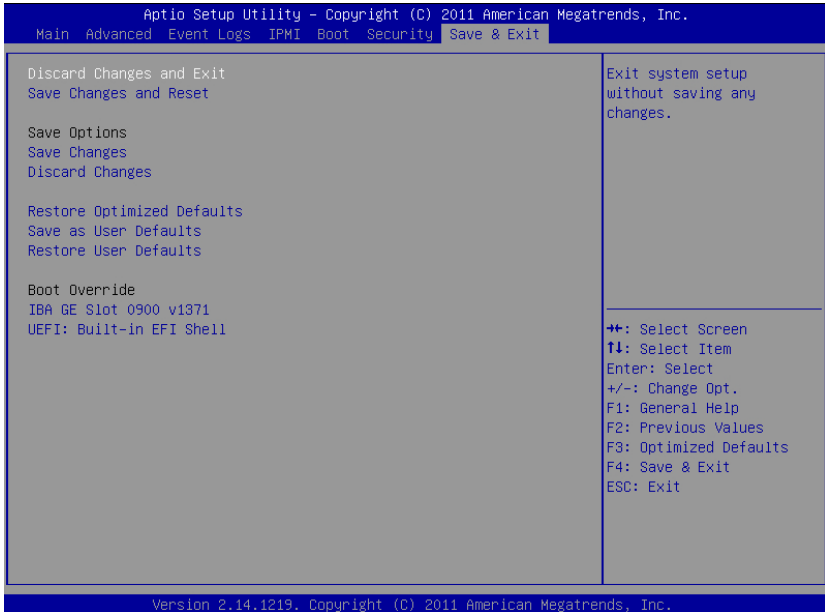 Aptio Setup Utility – Copyright (C) 2011 American Megatrends, Inc.
Main Advanced Event Logs IPMI Boot Security Save & Exit
Discard Changes and Exit
Save Changes and Reset
Save Options
Save Changes
Discard Changes
Restore Optimized Defaults
Save as User Defaults
Restore User Defaults
Boot Override
IBA GE Slot 0900 v1371
UEFI: Built-in EFI Shell
Exit system setup
without saving any
changes.
→←: Select Screen
↑↓: Select Item
Enter: Select
+/-: Change Opt.
F1: General Help
F2: Previous Values
F3: Optimized Defaults
F4: Save & Exit
ESC: Exit
Version 2.14.1219. Copyright (C) 2011 American Megatrends, Inc.